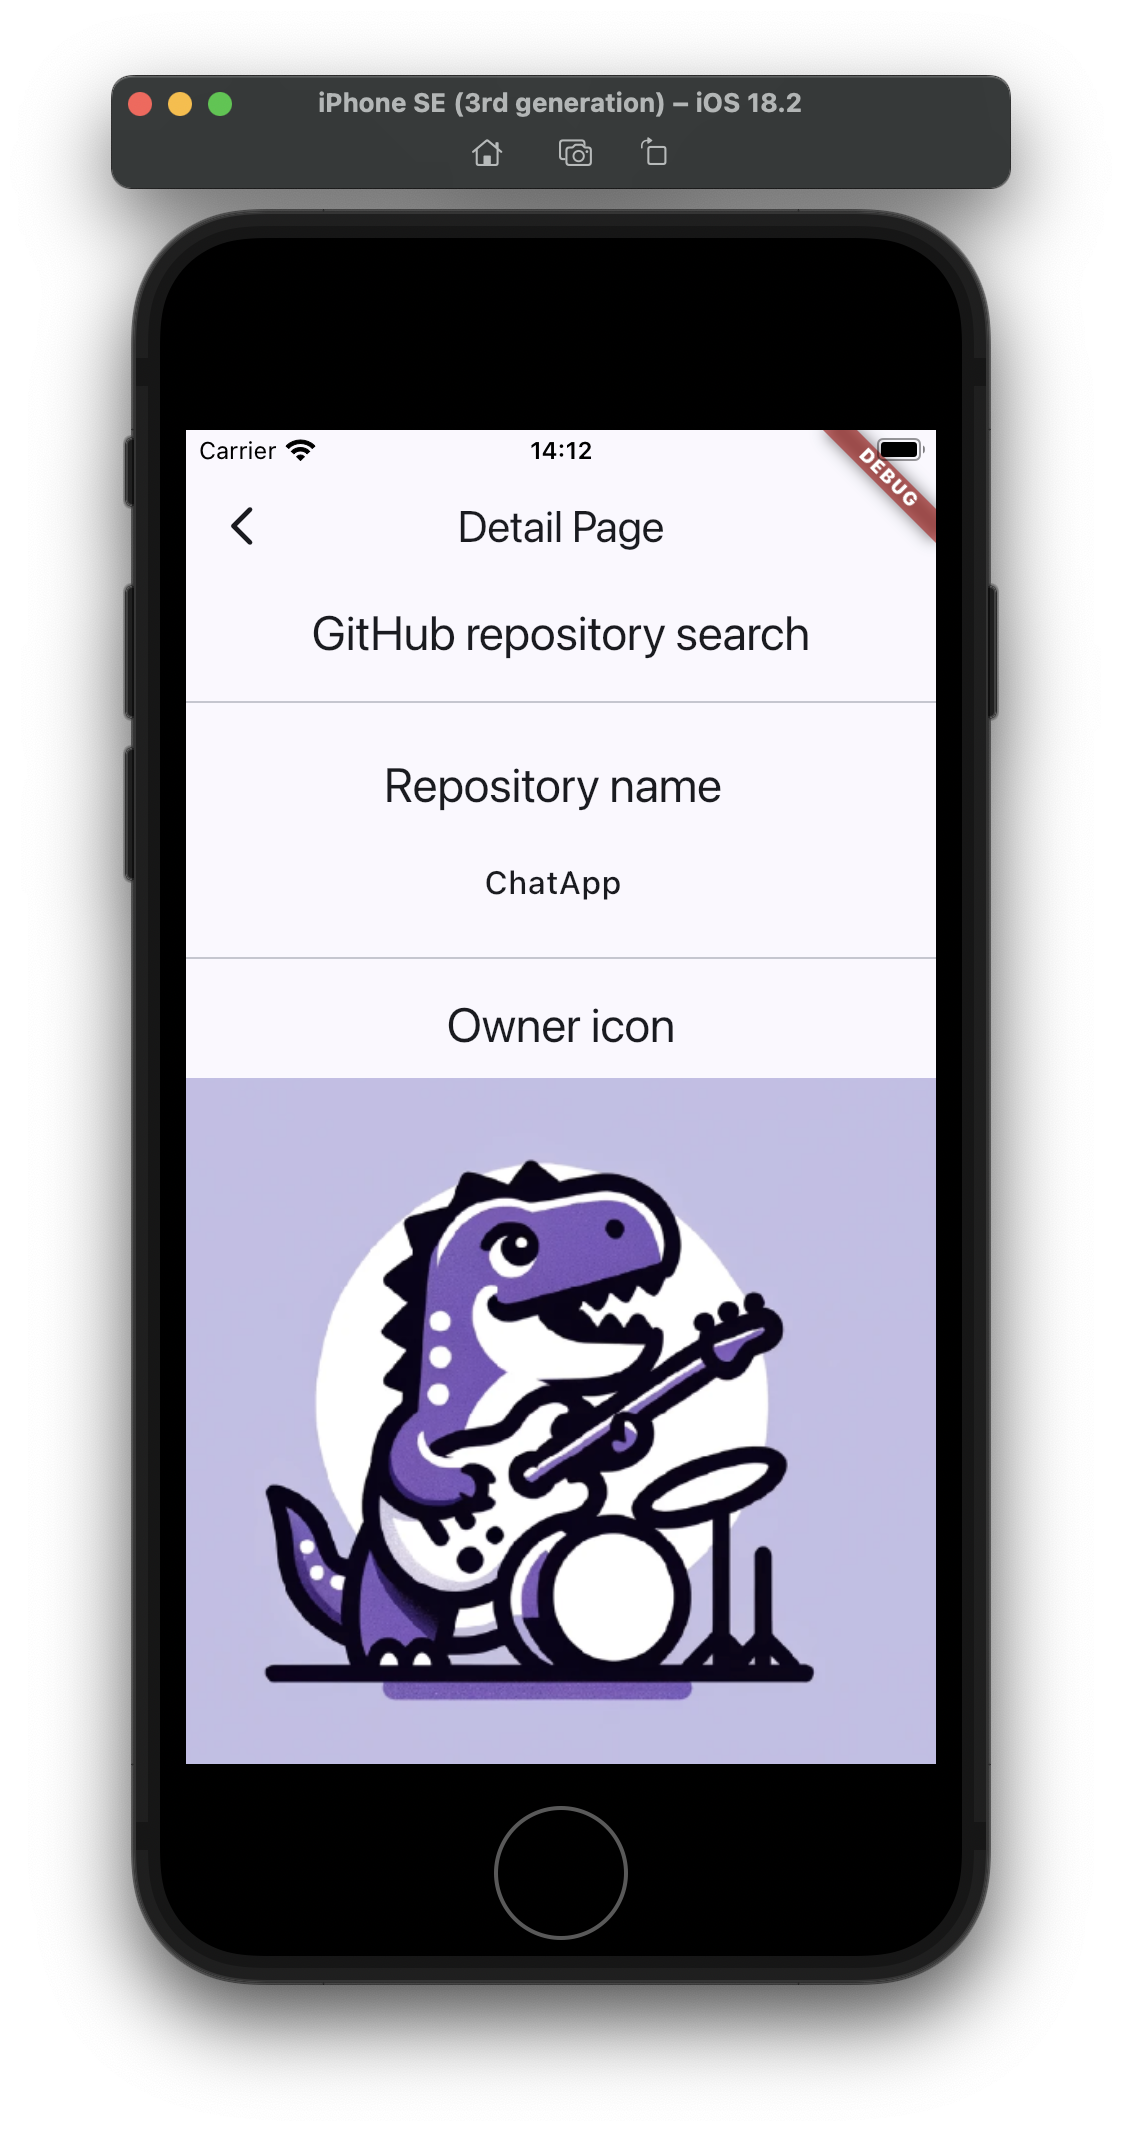 iPhone SE (3rd generation) – iOS 18.2
Carrier 14:12
DEBUG
Detail Page
GitHub repository search
Repository name
ChatApp
Owner icon